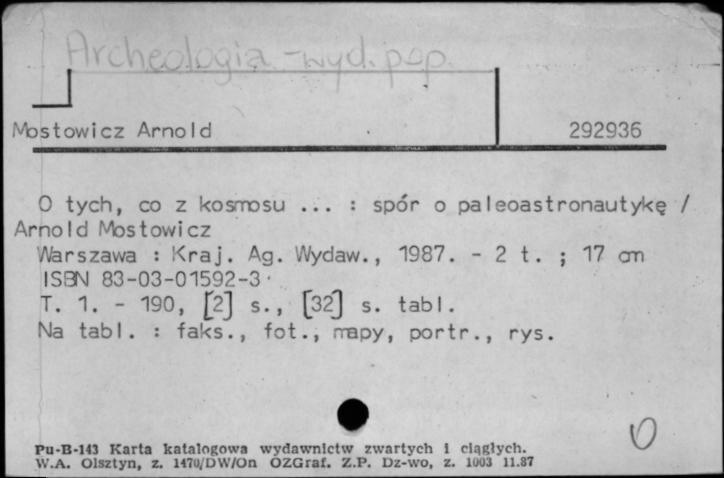 Archeologia - wyd. pop.
Mostowicz Arnold 292936
O tych, co z kosmosu ... : spór o paleoastronautykę /
Arnold Mostowicz
Warszawa : Kraj. Ag. Wydaw., 1987. - 2 t. ; 17 cm
ISBN 83-03-01592-3
T. 1. - 190, [2] s., [32] s. tabl.
Na tabl. : faks., fot., mapy, portr., rys.
Pu-B-143 Karta katalogowa wydawnictw zwartych i ciągłych.
W.A. Olsztyn, z. 1470/DW/On OZGraf. Z.P. Dz-wo, z. 1003 11.87